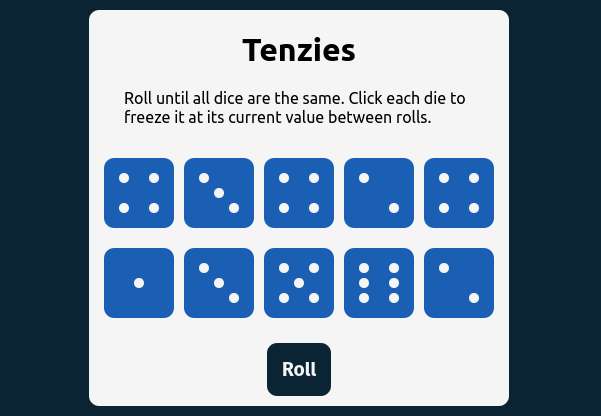 Tenzies
Roll until all dice are the same. Click each die to
freeze it at its current value between rolls.
Roll